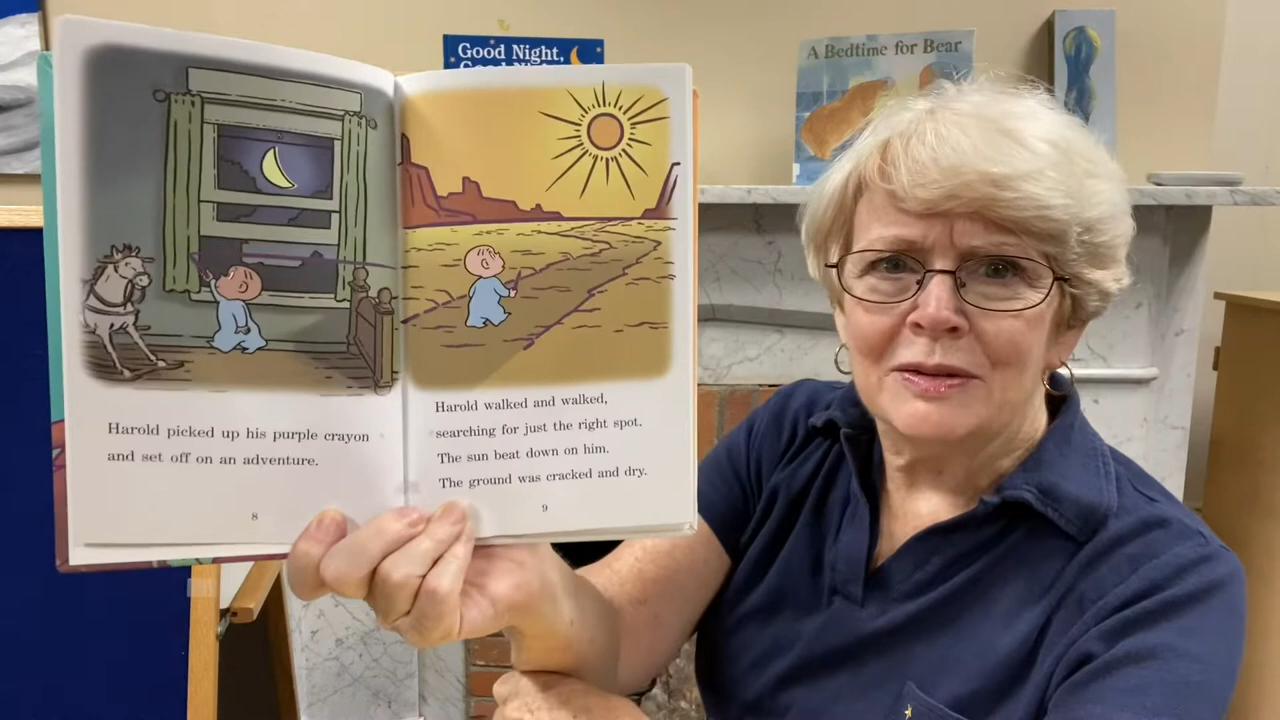 Good Night,
Good Night
A Bedtime for Bear
Harold picked up his purple crayon
and set off on an adventure.
8
Harold walked and walked,
searching for just the right spot.
The sun beat down on him.
The ground was cracked and dry.
9